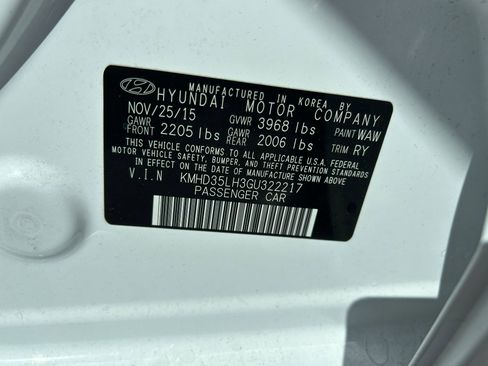 MANUFACTURED IN KOREA BY
HYUNDAI MOTOR COMPANY
NOV/25/15 GVWR 3968 lbs PAINT WAW
GAWR FRONT 2205 lbs GAWR REAR 2006 lbs TRIM RY
THIS VEHICLE CONFORMS TO ALL APPLICABLE U.S.A. FEDERAL
MOTOR VEHICLE SAFETY, BUMPER, AND THEFT PREVENTION STANDARDS
IN EFFECT ON THE DATE OF MANUFACTURE SHOWN ABOVE.
V.I.N KMHD35LH3GU322217
PASSENGER CAR